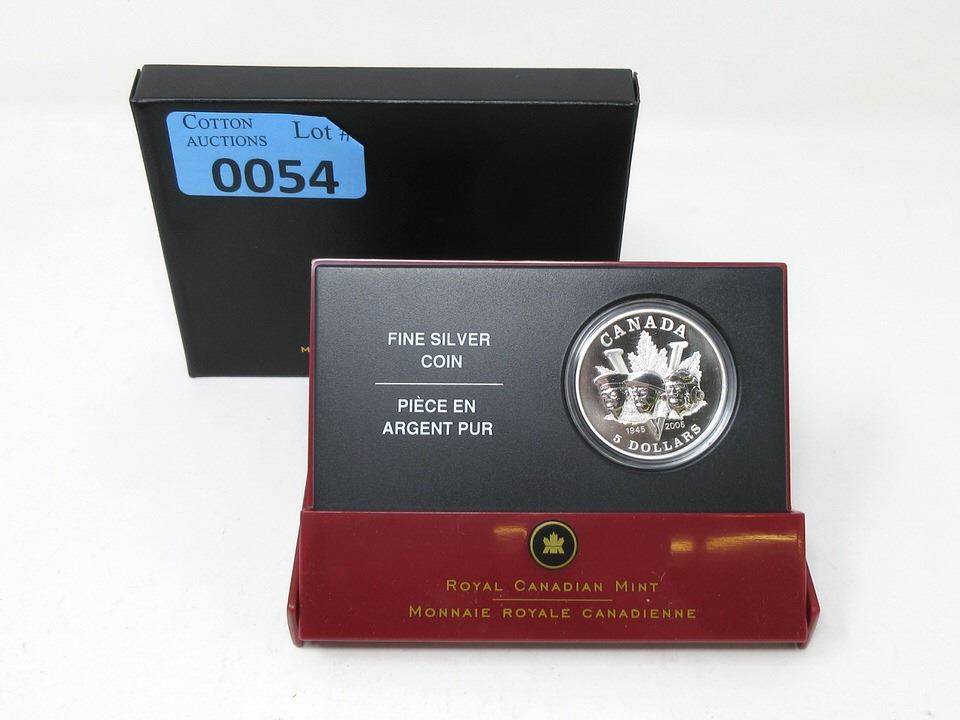 COTTON
AUCTIONS
Lot #
0054
FINE SILVER
COIN
PIÈCE EN
ARGENT PUR
CANADA
1945 2005
5 DOLLARS
ROYAL CANADIAN MINT
MONNAIE ROYALE CANADIENNE